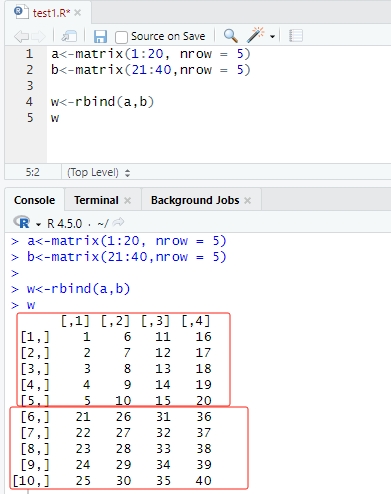 test1.R*
Source on Save
1 a<-matrix(1:20, nrow = 5)
2 b<-matrix(21:40,nrow = 5)
3
4 w<-rbind(a,b)
5 w
5:2 (Top Level)
Console Terminal Background Jobs
R 4.5.0 · ~/
> a<-matrix(1:20, nrow = 5)
> b<-matrix(21:40,nrow = 5)
>
> w<-rbind(a,b)
> w
[,1] [,2] [,3] [,4]
[1,] 1 6 11 16
[2,] 2 7 12 17
[3,] 3 8 13 18
[4,] 4 9 14 19
[5,] 5 10 15 20
[6,] 21 26 31 36
[7,] 22 27 32 37
[8,] 23 28 33 38
[9,] 24 29 34 39
[10,] 25 30 35 40